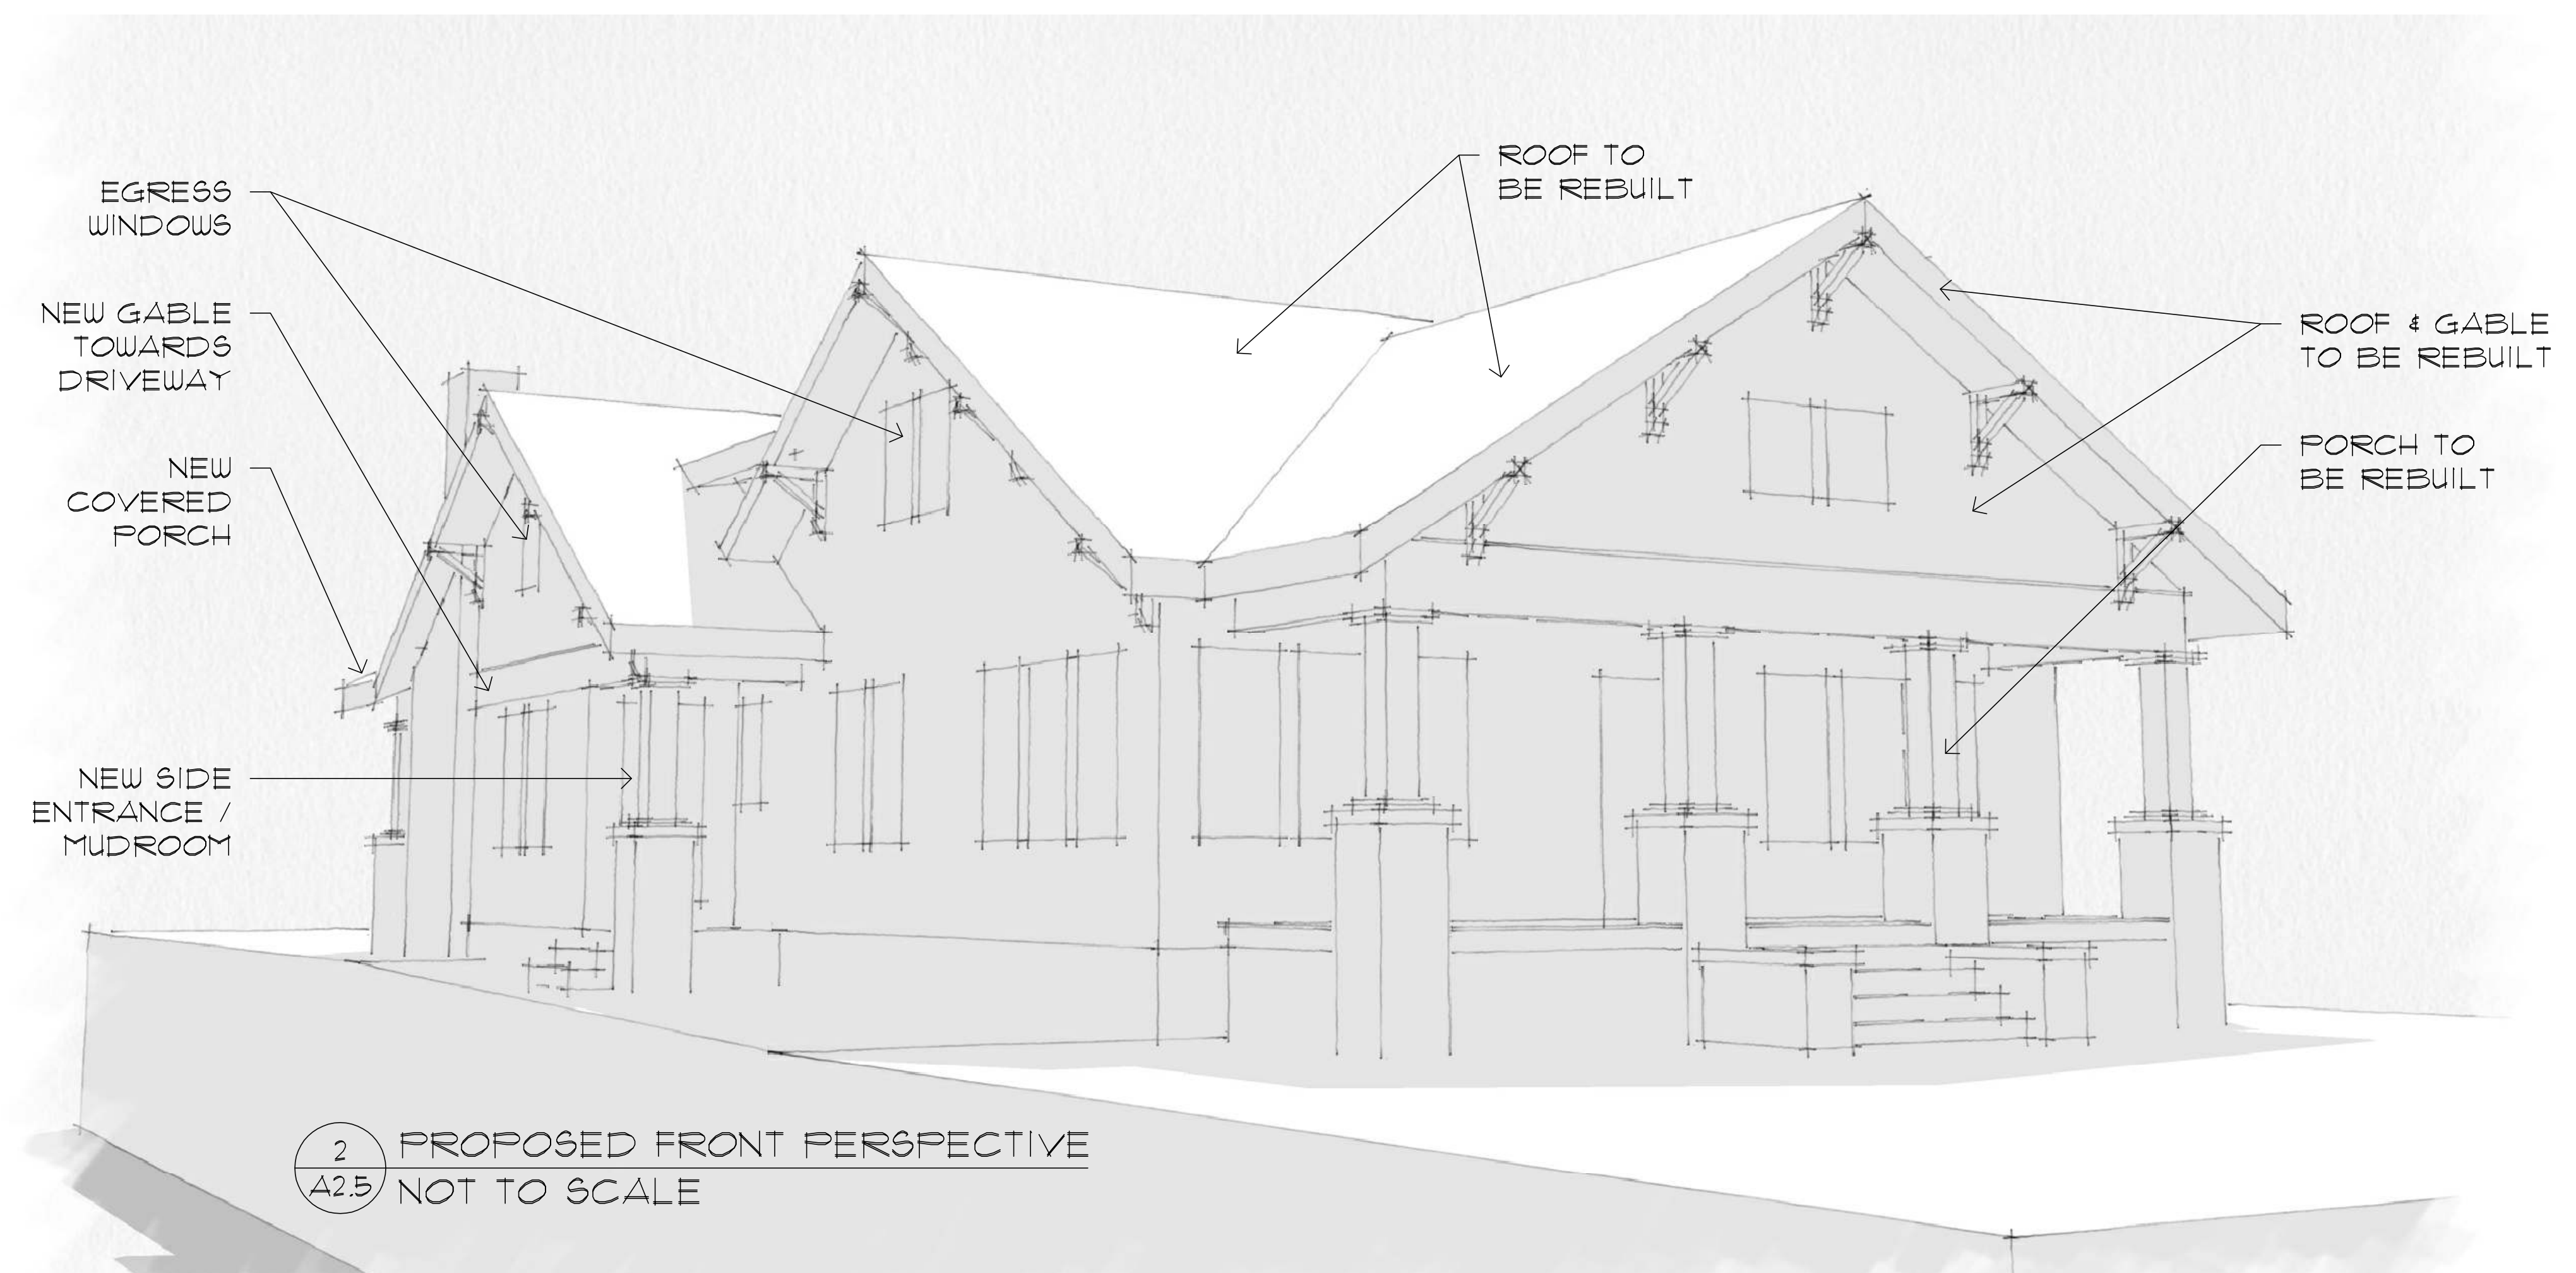 ROOF TO
BE REBUILT
EGRESS
WINDOWS
NEW GABLE
TOWARDS
DRIVEWAY
ROOF & GABLE
TO BE REBUILT
PORCH TO
BE REBUILT
NEW
COVERED
PORCH
NEW SIDE
ENTRANCE /
MUDROOM
2
A2.5
PROPOSED FRONT PERSPECTIVE
NOT TO SCALE